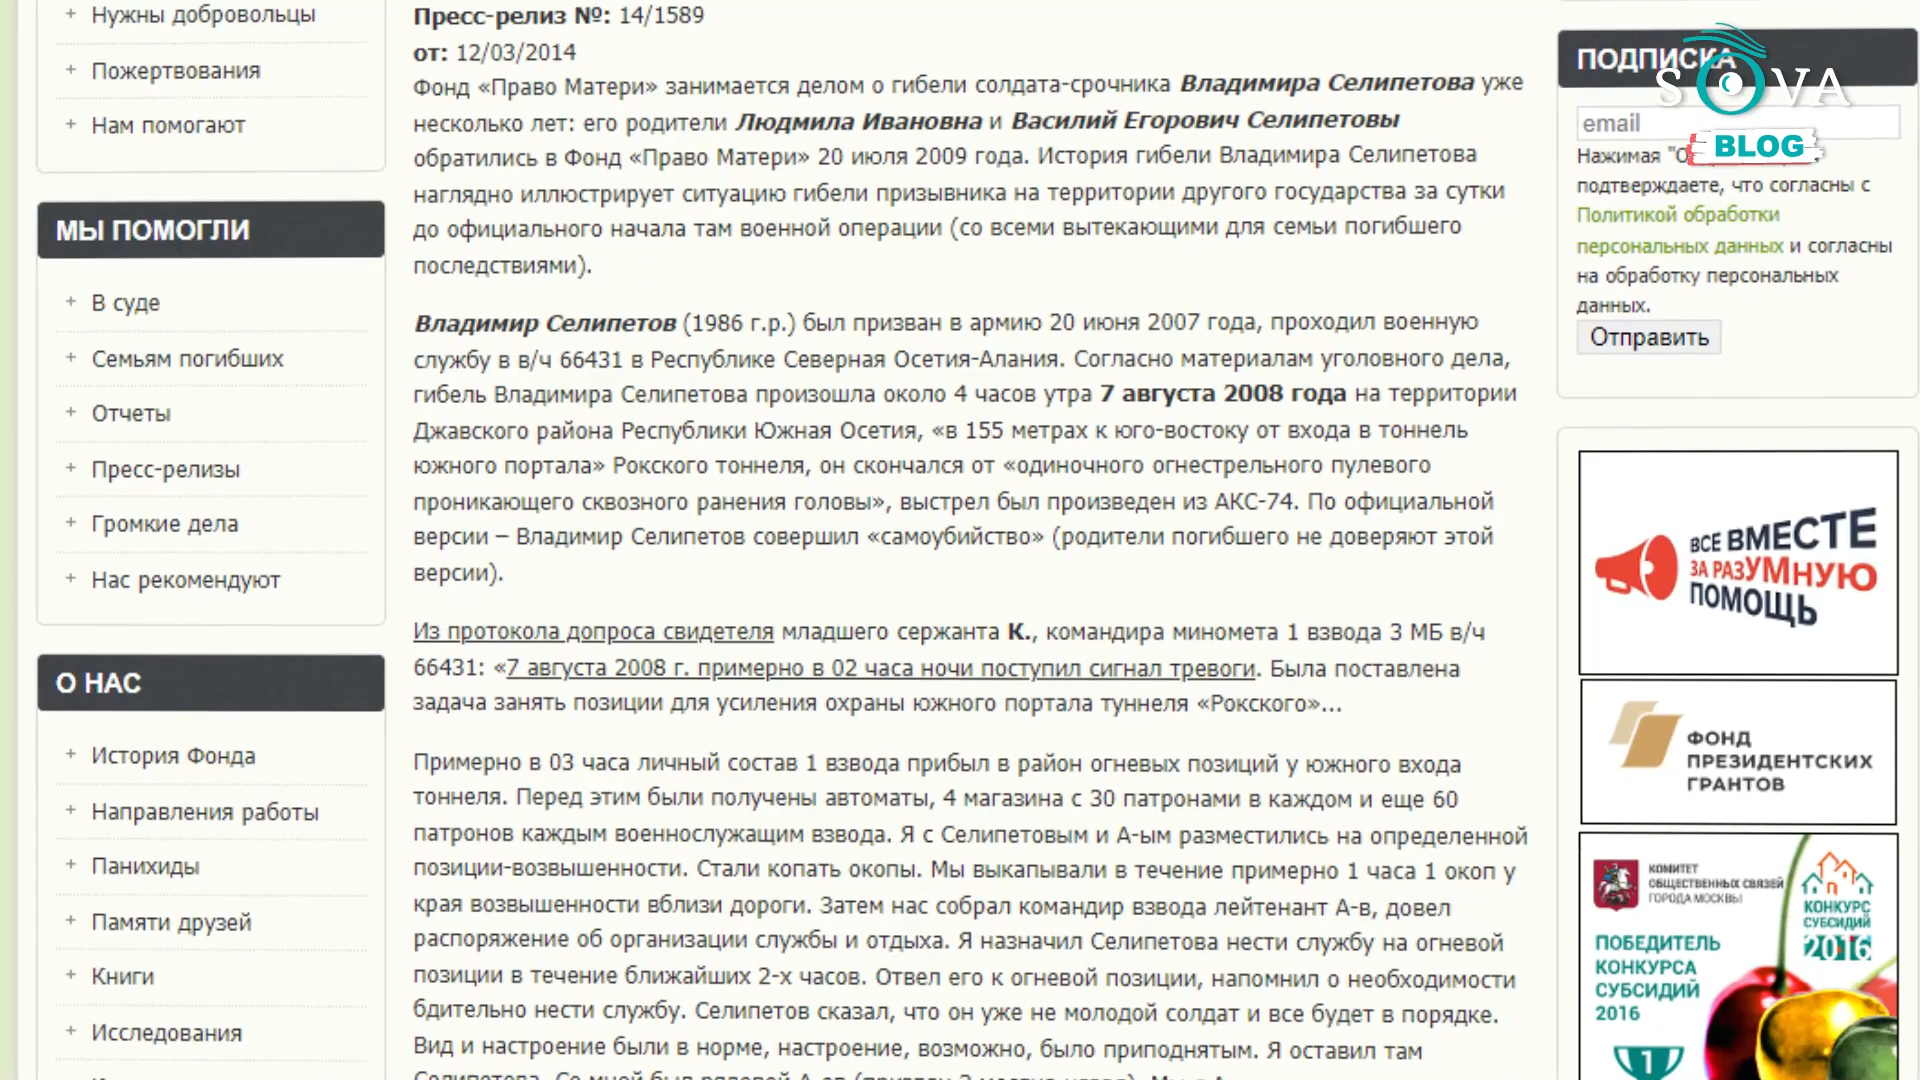 Нужны добровольцы
Пожертвования
Нам помогают
МЫ ПОМОГЛИ
В суде
Семьям погибших
Отчеты
Пресс-релизы
Громкие дела
Нас рекомендуют
О НАС
История Фонда
Направления работы
Панихиды
Памяти друзей
Книги
Исследования
Пресс-релиз №: 14/1589
от: 12/03/2014
Фонд «Право Матери» занимается делом о гибели солдата-срочника Владимира Селипетова уже
несколько лет: его родители Людмила Ивановна и Василий Егорович Селипетовы
обратились в Фонд «Право Матери» 20 июля 2009 года. История гибели Владимира Селипетова
наглядно иллюстрирует ситуацию гибели призывника на территории другого государства за сутки
до официального начала там военной операции (со всеми вытекающими для семьи погибшего
последствиями).
Владимир Селипетов (1986 г.р.) был призван в армию 20 июня 2007 года, проходил военную
службу в в/ч 66431 в Республике Северная Осетия-Алания. Согласно материалам уголовного дела,
гибель Владимира Селипетова произошла около 4 часов утра 7 августа 2008 года на территории
Джавского района Республики Южная Осетия, «в 155 метрах к юго-востоку от входа в тоннель
южного портала» Рокского тоннеля, он скончался от «одиночного огнестрельного пулевого
проникающего сквозного ранения головы», выстрел был произведен из АКС-74. По официальной
версии – Владимир Селипетов совершил «самоубийство» (родители погибшего не доверяют этой
версии).
Из протокола допроса свидетеля младшего сержанта К., командира миномета 1 взвода 3 МБ в/ч
66431: «7 августа 2008 г. примерно в 02 часа ночи поступил сигнал тревоги. Была поставлена
задача занять позиции для усиления охраны южного портала туннеля «Рокского»...
Примерно в 03 часа личный состав 1 взвода прибыл в район огневых позиций у южного входа
тоннеля. Перед этим были получены автоматы, 4 магазина с 30 патронами в каждом и еще 60
патронов каждым военнослужащим взвода. Я с Селипетовым и А-ым разместились на определенной
позиции-возвышенности. Стали копать окопы. Мы выкапывали в течение примерно 1 часа 1 окоп у
края возвышенности вблизи дороги. Затем нас собрал командир взвода лейтенант А-в, довел
распоряжение об организации службы и отдыха. Я назначил Селипетова нести службу на огневой
позиции в течение ближайших 2-х часов. Отвел его к огневой позиции, напомнил о необходимости
бдительно нести службу. Селипетов сказал, что он уже не молодой солдат и все будет в порядке.
Вид и настроение были в норме, настроение, возможно, было приподнятым. Я оставил там
ПОДПИСКА
SOVA
BLOG
email
Нажимая
подтверждаете, что согласны с
Политикой обработки
персональных данных и согласны
на обработку персональных
данных.
Отправить
ВСЕ ВМЕСТЕ
ЗА РАЗУМНУЮ
ПОМОЩЬ
ФОНД
ПРЕЗИДЕНТСКИХ
ГРАНТОВ
КОМИТЕТ
ОБЩЕСТВЕННЫХ СВЯЗЕЙ
ГОРОДА МОСКВЫ
КОНКУРС
СУБСИДИЙ
2016
ПОБЕДИТЕЛЬ
КОНКУРСА
СУБСИДИЙ
2016
1